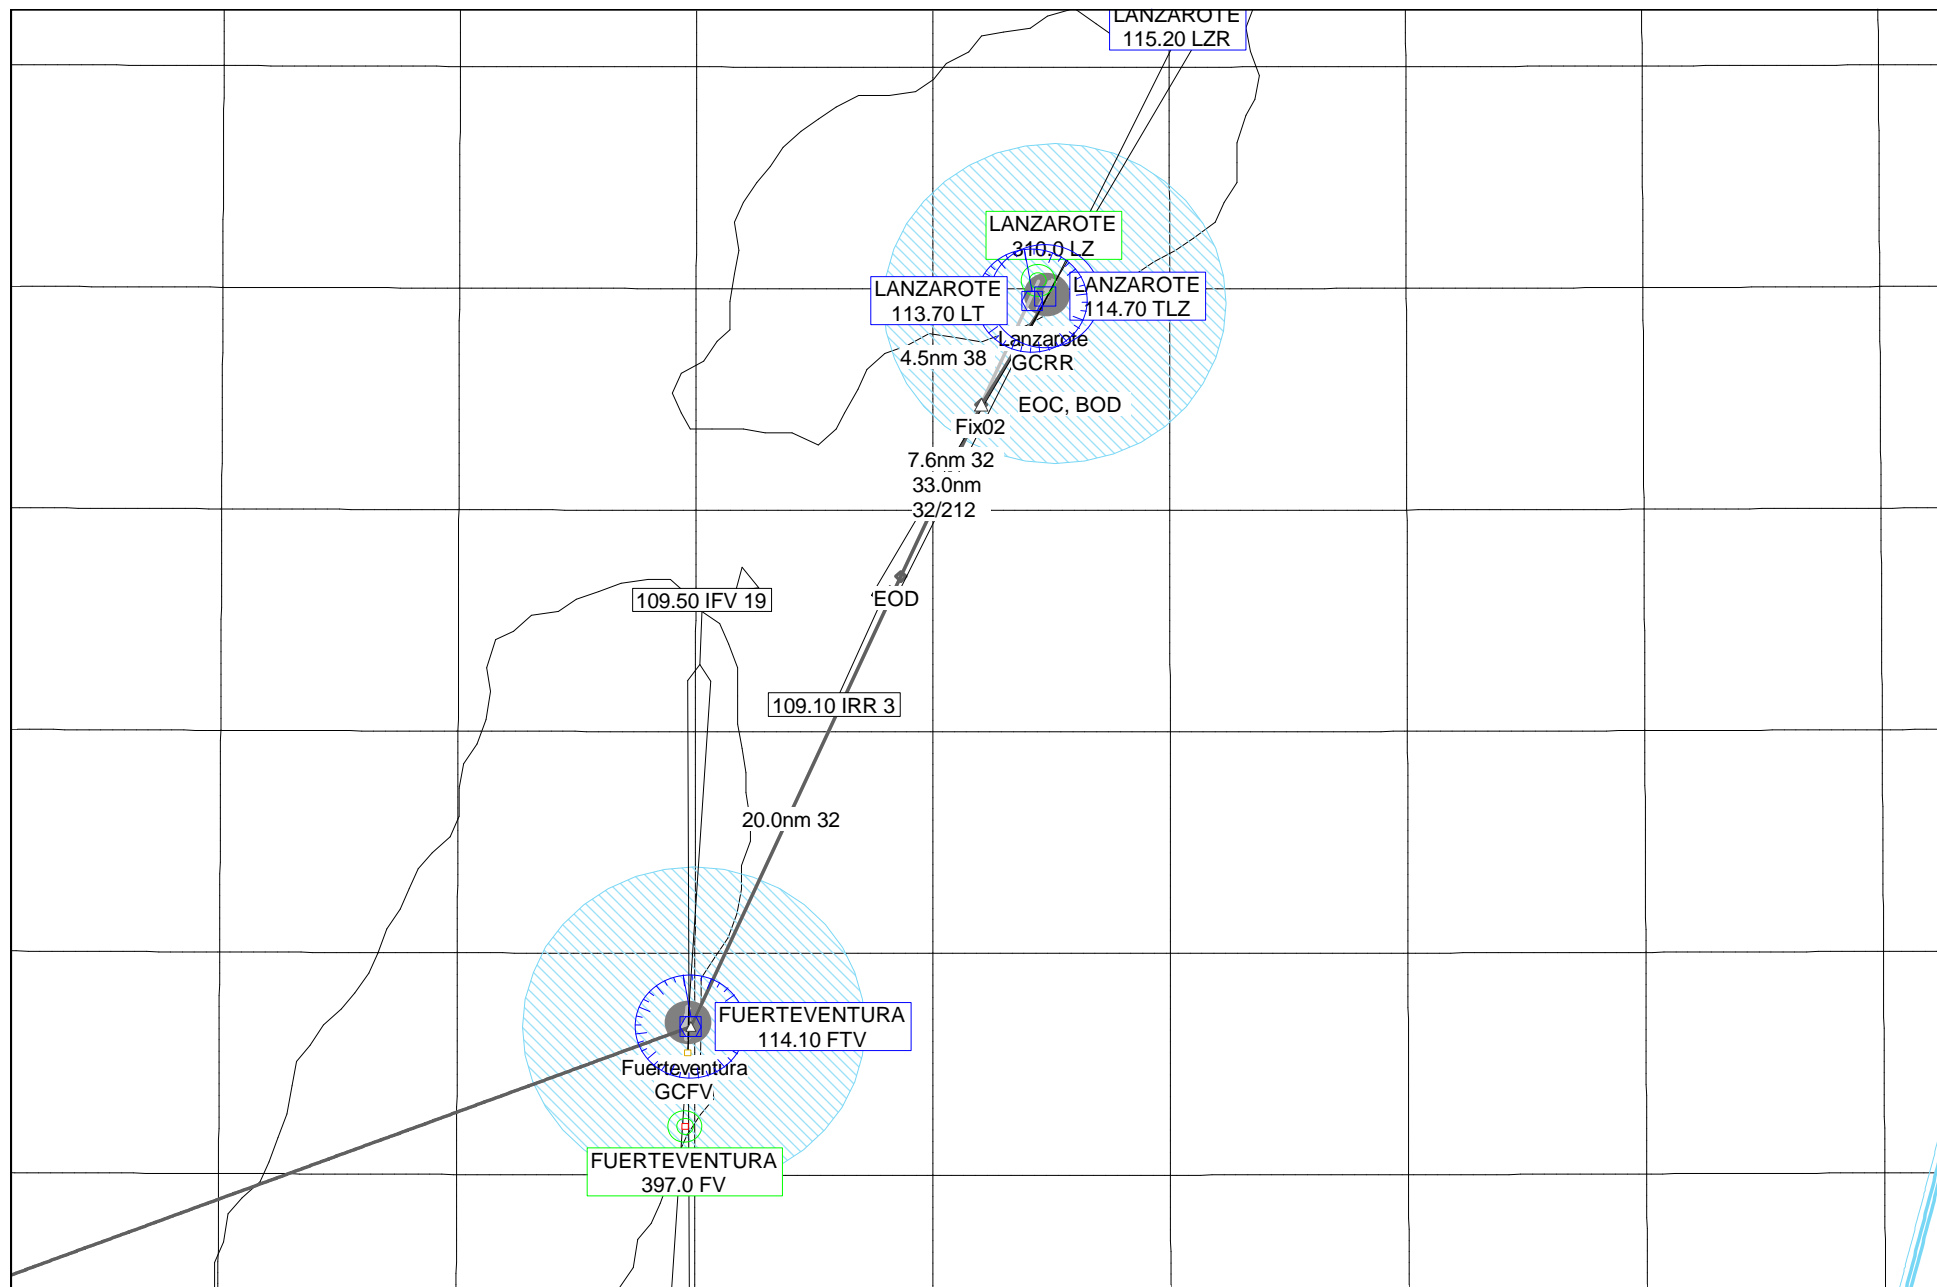 LANZAROTE
115.20 LZR
LANZAROTE
310.0 LZ
LANZAROTE
113.70 LT
LANZAROTE
114.70 TLZ
Lanzarote
GCRR
4.5nm 38
EOC, BOD
Fix02
7.6nm 32
33.0nm
32/212
EOD
109.50 IFV 19
109.10 IRR 3
20.0nm 32
FUERTEVENTURA
114.10 FTV
Fuerteventura
GCFV
FUERTEVENTURA
397.0 FV